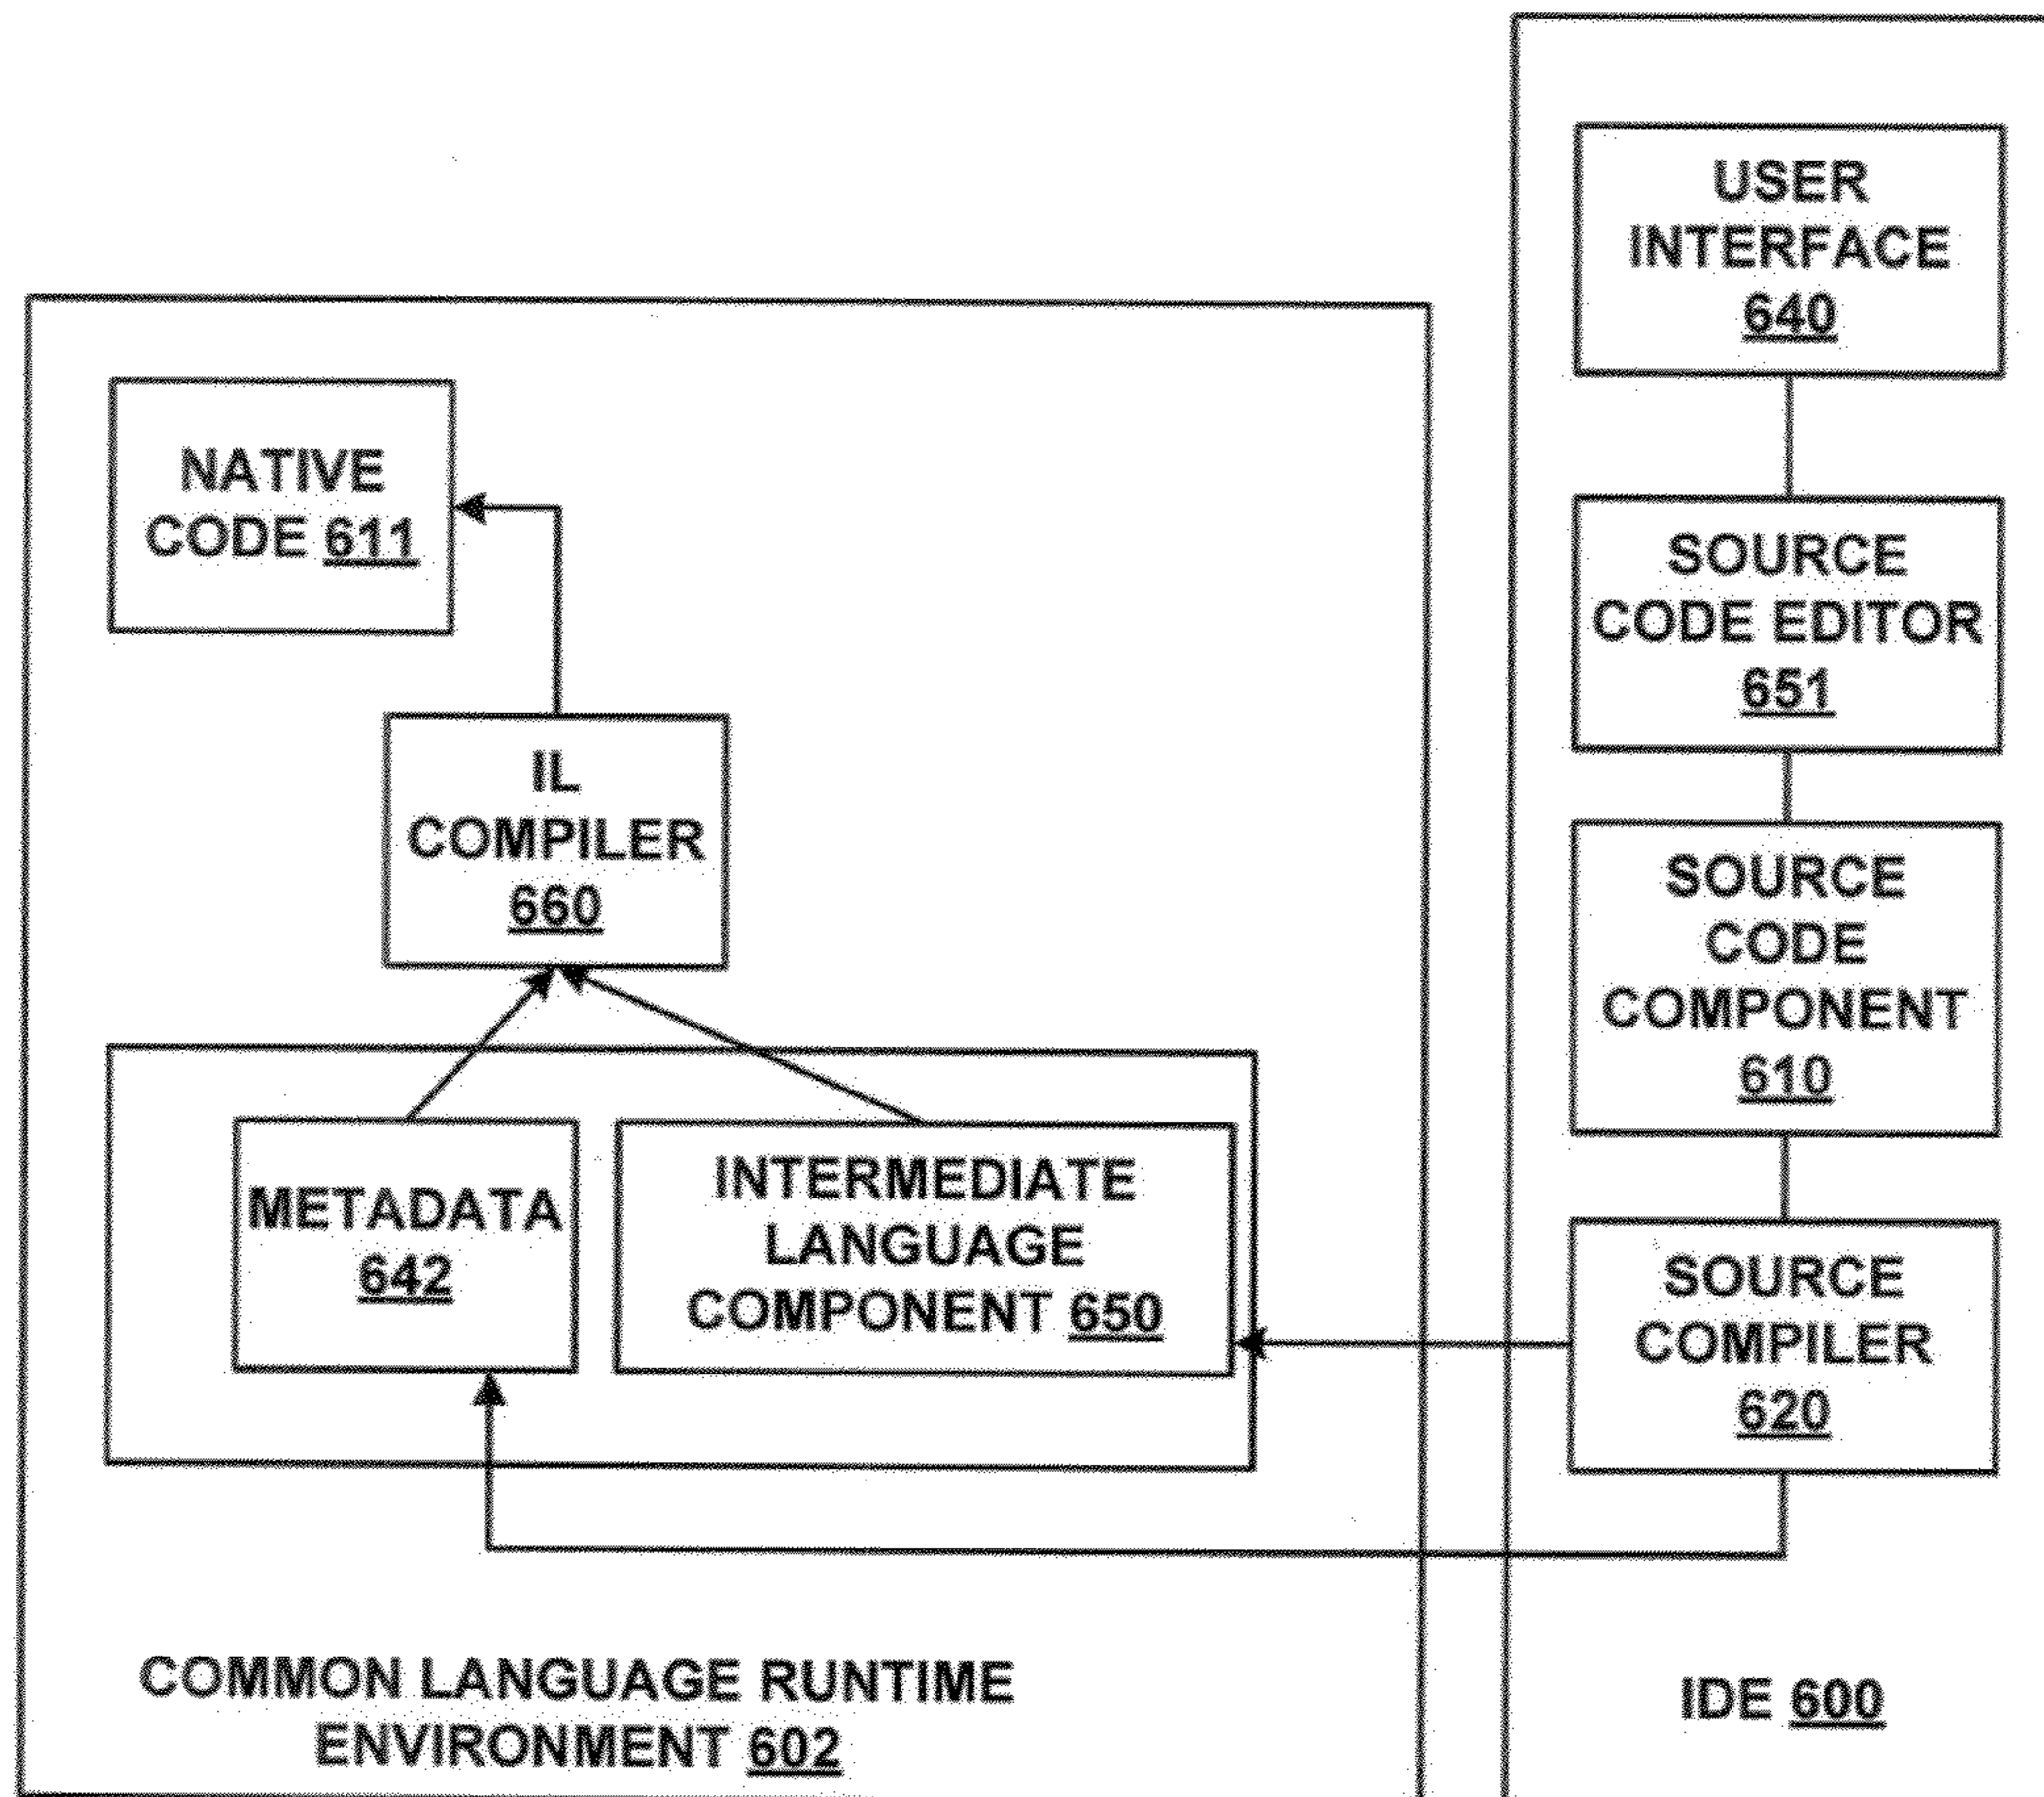 USER
INTERFACE
640
NATIVE
CODE 611
SOURCE
CODE EDITOR
651
IL
COMPILER
660
SOURCE
CODE
COMPONENT
610
METADATA
642
INTERMEDIATE
LANGUAGE
COMPONENT 650
SOURCE
COMPILER
620
COMMON LANGUAGE RUNTIME
ENVIRONMENT 602
IDE 600